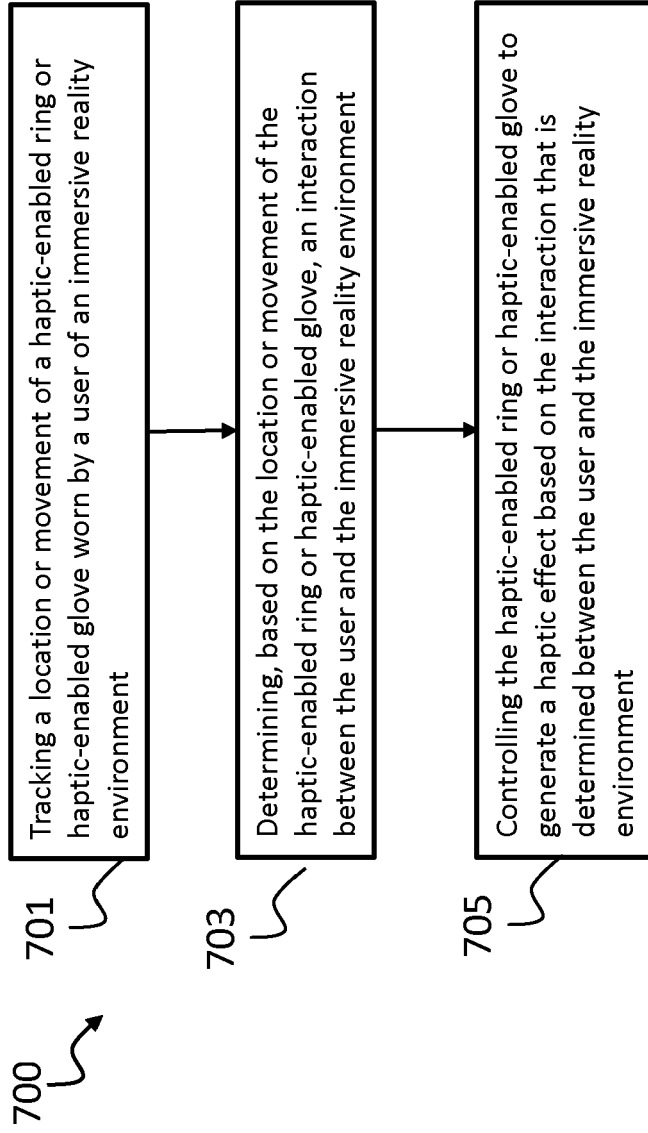 700
701
Tracking a location or movement of a haptic-enabled ring or
haptic-enabled glove worn by a user of an immersive reality
environment
703
Determining, based on the location or movement of the
haptic-enabled ring or haptic-enabled glove, an interaction
between the user and the immersive reality environment
705
Controlling the haptic-enabled ring or haptic-enabled glove to
generate a haptic effect based on the interaction that is
determined between the user and the immersive reality
environment